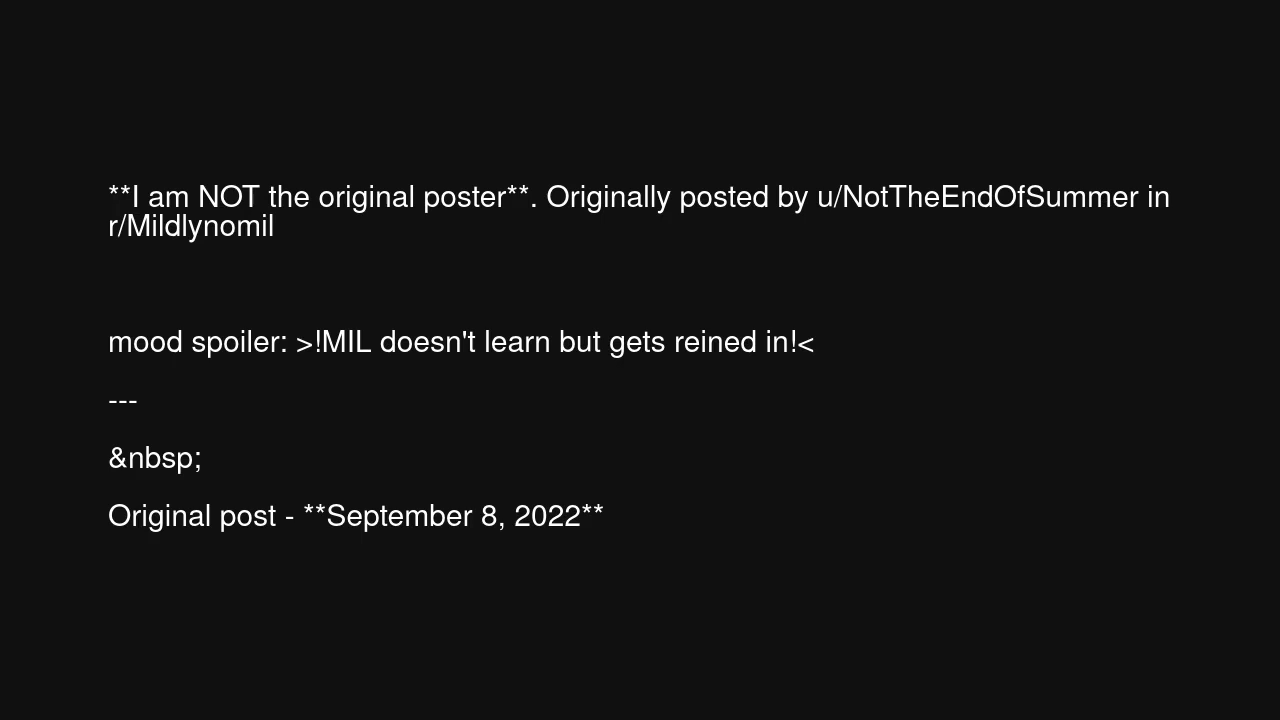 **I am NOT the original poster**. Originally posted by u/NotTheEndOfSummer in
r/Mildlynomil
mood spoiler: >!MIL doesn't learn but gets reined in!<
---
&nbsp;
Original post - **September 8, 2022**